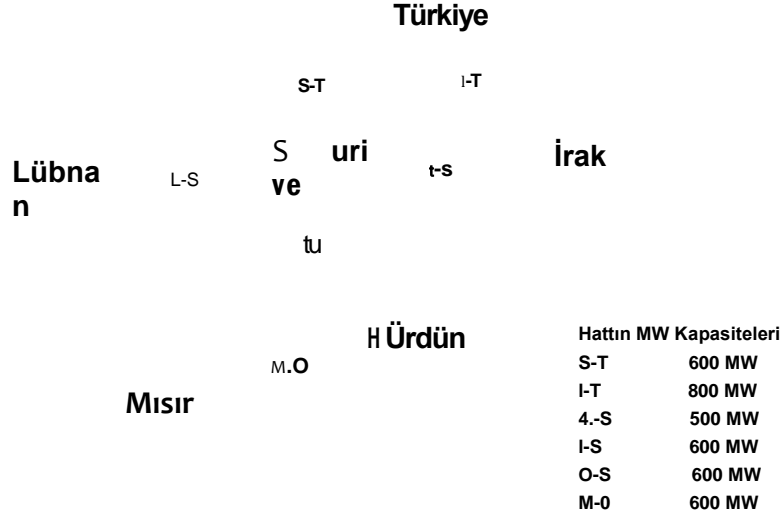 Türkiye
S-T
I-T
S uri
ve
Lübna
n
L-S
t-s
İrak
tu
H Ürdün
M.O
Mısır
Hattın MW Kapasiteleri
S-T 600 MW
I-T 800 MW
4.-S 500 MW
I-S 600 MW
O-S 600 MW
M-0 600 MW